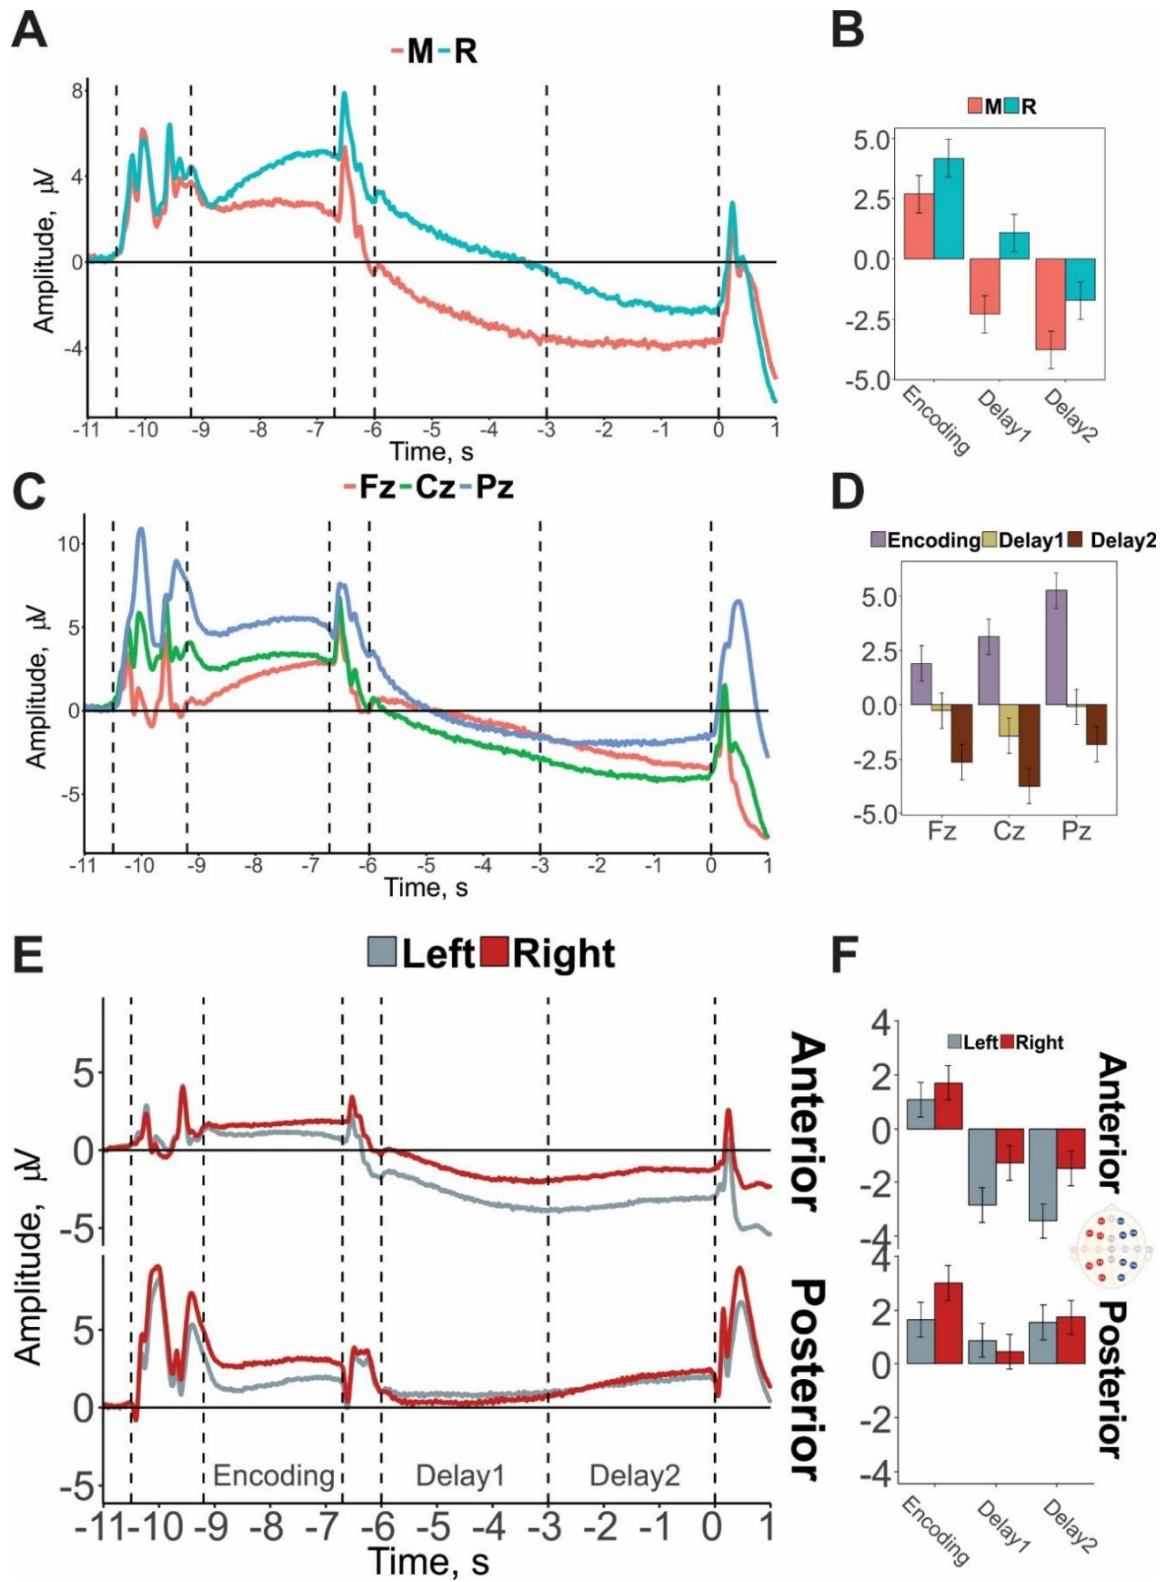 A
M R
8
4
0
-4
Amplitude, μV
-11 -10 -9 -8 -7 -6 -5 -4 -3 -2 -1 0 1
Time, s
B
M R
5.0
2.5
0.0
-2.5
-5.0
Encoding Delay1 Delay2
C
Fz Cz Pz
10
5
0
-5
Amplitude, μV
-11 -10 -9 -8 -7 -6 -5 -4 -3 -2 -1 0 1
Time, s
D
Encoding Delay1 Delay2
5.0
2.5
0.0
-2.5
-5.0
Fz Cz Pz
E
Left Right
5
0
-5
Anterior
5
0
-5
Posterior
Amplitude, μV
Encoding Delay1 Delay2
-11 -10 -9 -8 -7 -6 -5 -4 -3 -2 -1 0 1
Time, s
F
Left Right
4
2
0
-2
-4
Anterior
4
2
0
-2
-4
Posterior
Encoding Delay1 Delay2